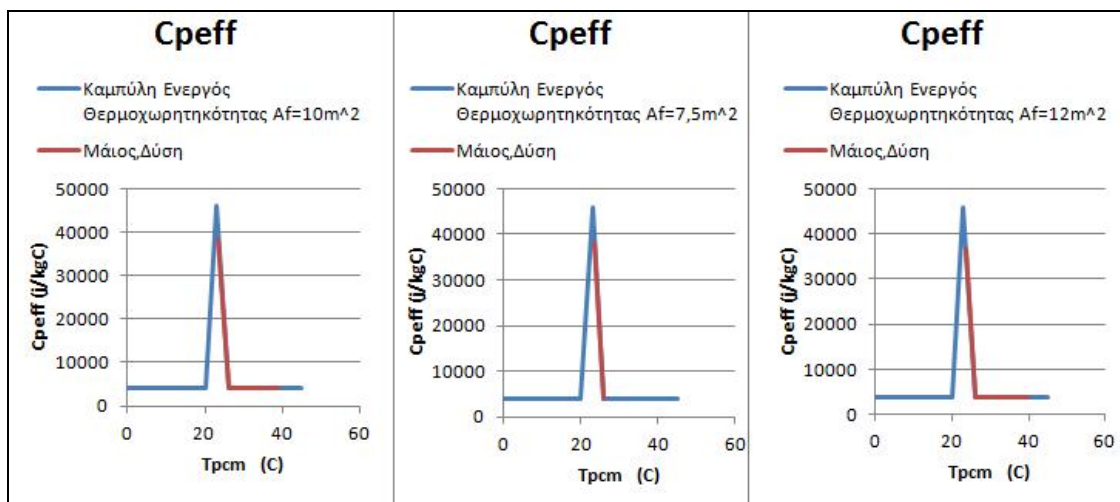 Cpeff
Καμπύλη Ενεργός
Θερμοχωρητηκότητας Af=10m^2
Μάιος,Δύση
50000
40000
30000
20000
10000
0
Cpeff (j/kgC)
0 20 40 60
Tpcm (C)
Cpeff
Καμπύλη Ενεργός
Θερμοχωρητηκότητας Af=7,5m^2
Μάιος,Δύση
50000
40000
30000
20000
10000
0
Cpeff (j/kgC)
0 20 40 60
Tpcm (C)
Cpeff
Καμπύλη Ενεργός
Θερμοχωρητηκότητας Af=12m^2
Μάιος,Δύση
50000
40000
30000
20000
10000
0
Cpeff (j/kgC)
0 20 40 60
Tpcm (C)